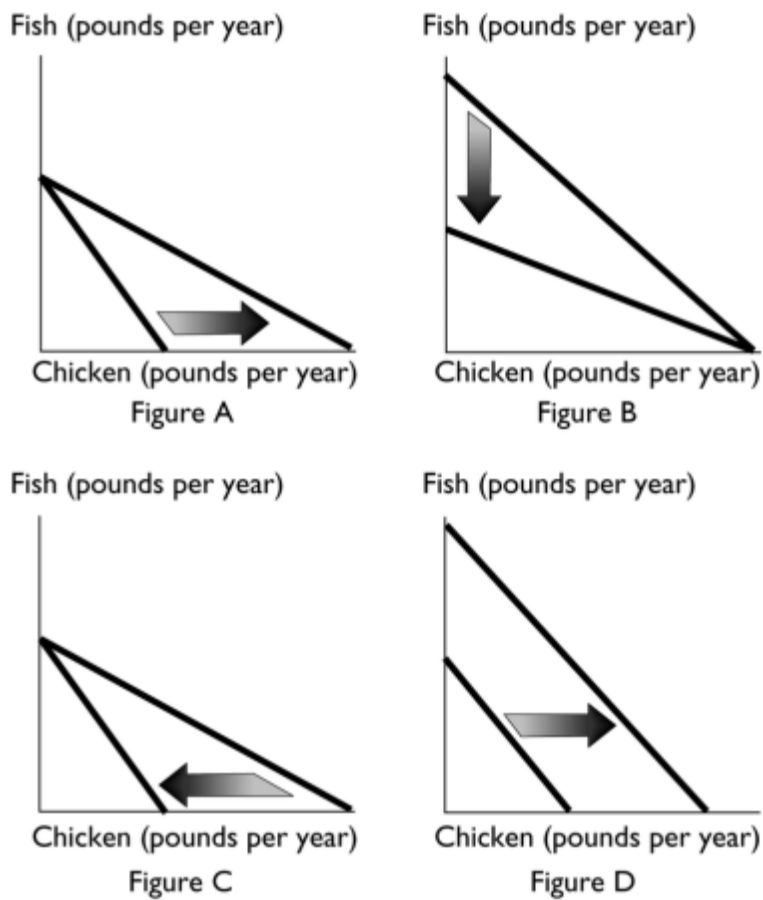 Fish (pounds per year)
Chicken (pounds per year)
Figure A
Fish (pounds per year)
Chicken (pounds per year)
Figure B
Fish (pounds per year)
Chicken (pounds per year)
Figure C
Fish (pounds per year)
Chicken (pounds per year)
Figure D